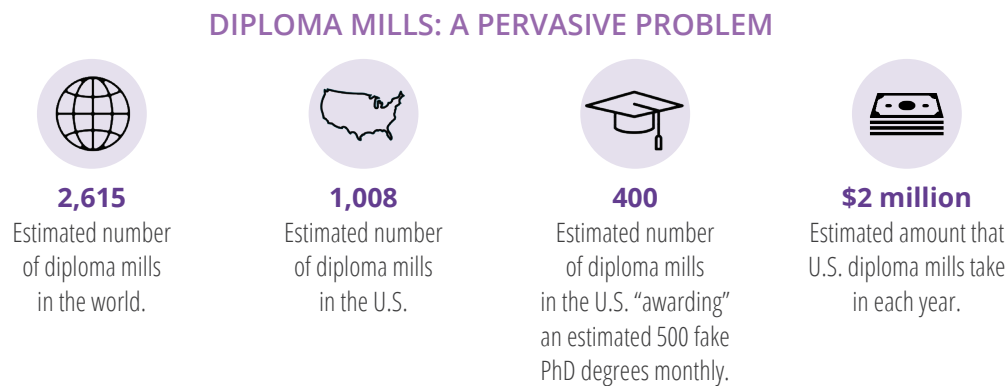 DIPLOMA MILLS: A PERVASIVE PROBLEM
2,615
Estimated number
of diploma mills
in the world.
1,008
Estimated number
of diploma mills
in the U.S.
400
Estimated number
of diploma mills
in the U.S. “awarding”
an estimated 500 fake
PhD degrees monthly.
$2 million
Estimated amount that
U.S. diploma mills take
in each year.